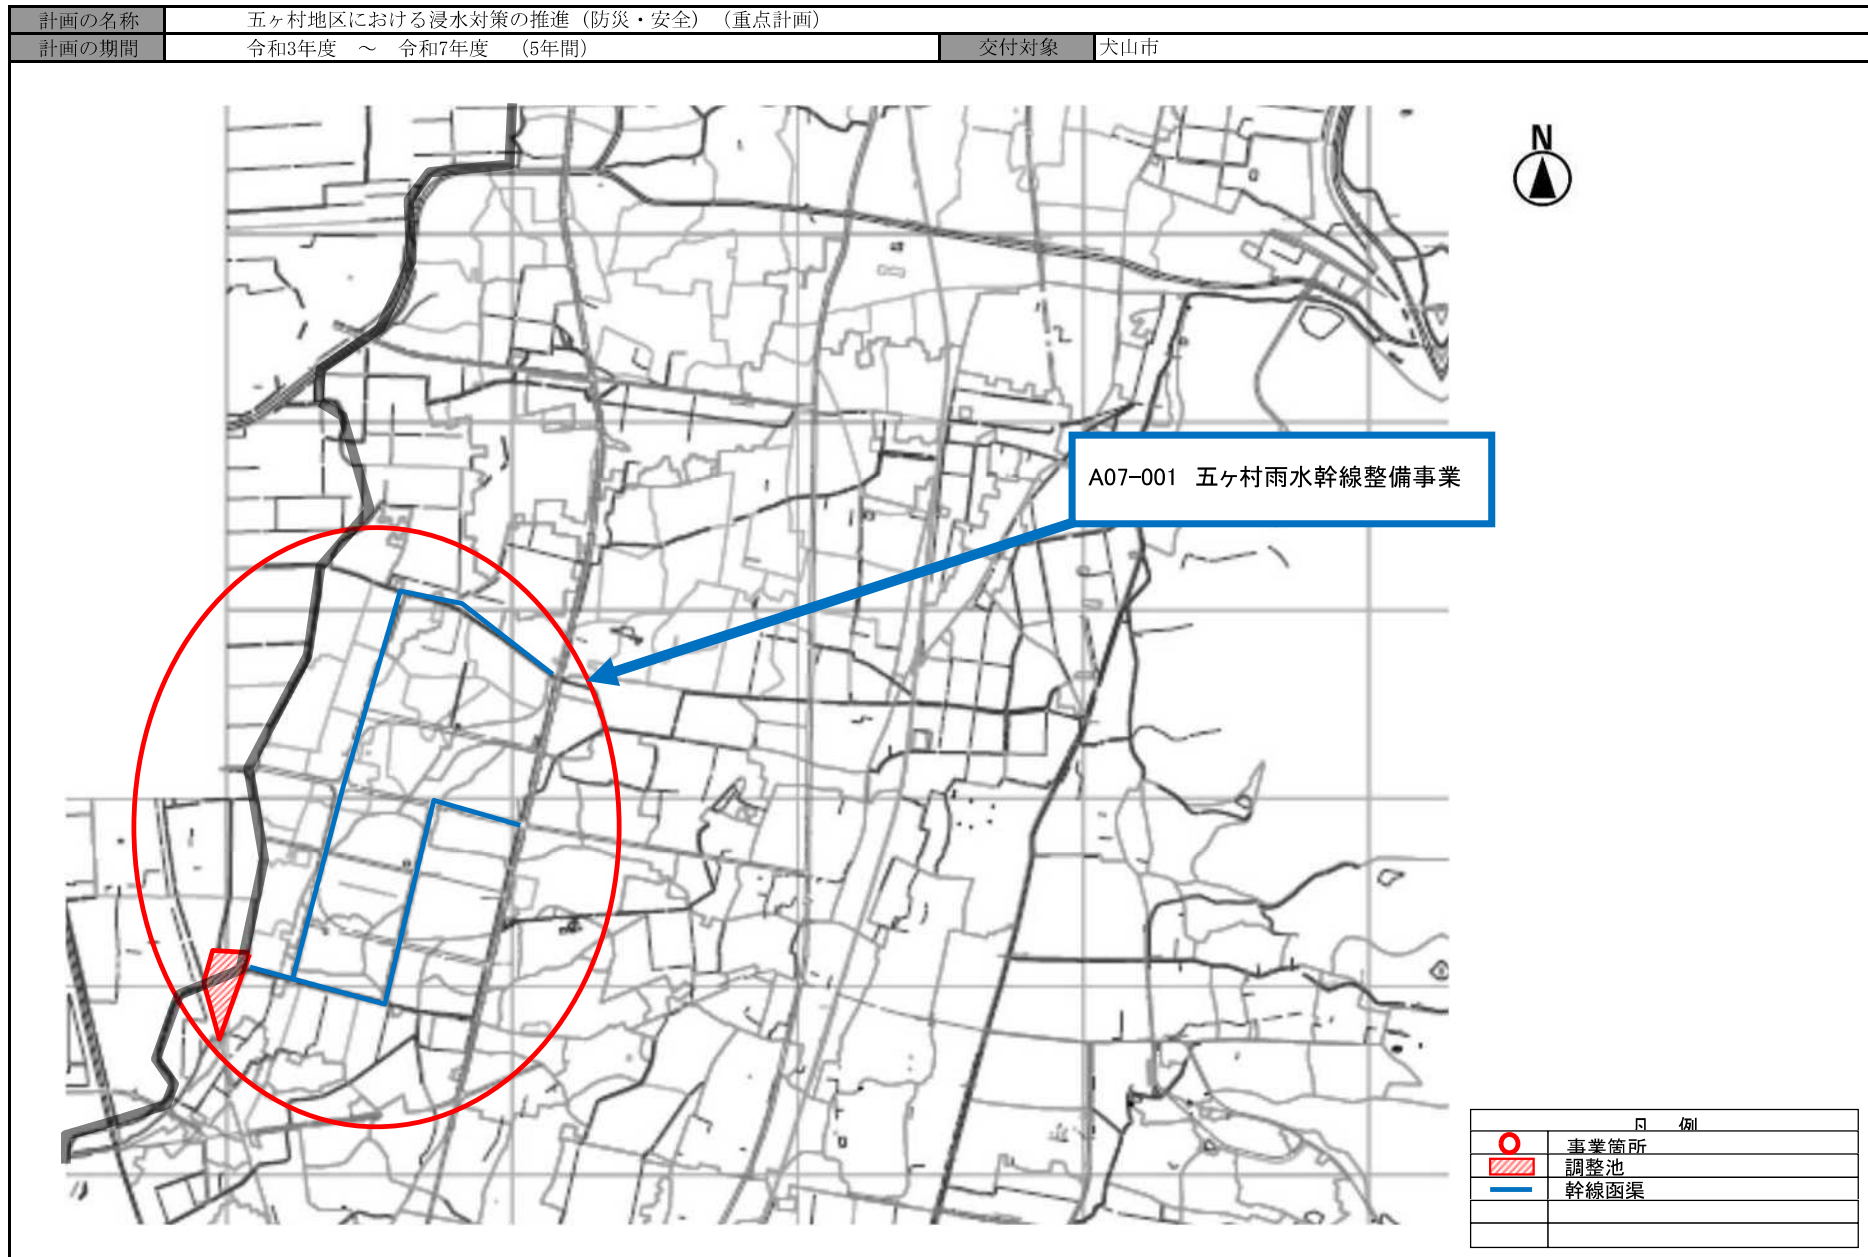 計画の名称 五ヶ村地区における浸水対策の推進（防災・安全）（重点計画）
計画の期間 令和3年度 ～ 令和7年度 （5年間） 交付対象 犬山市
N
A07-001 五ヶ村雨水幹線整備事業
凡 例
事業箇所
調整池
幹線函渠